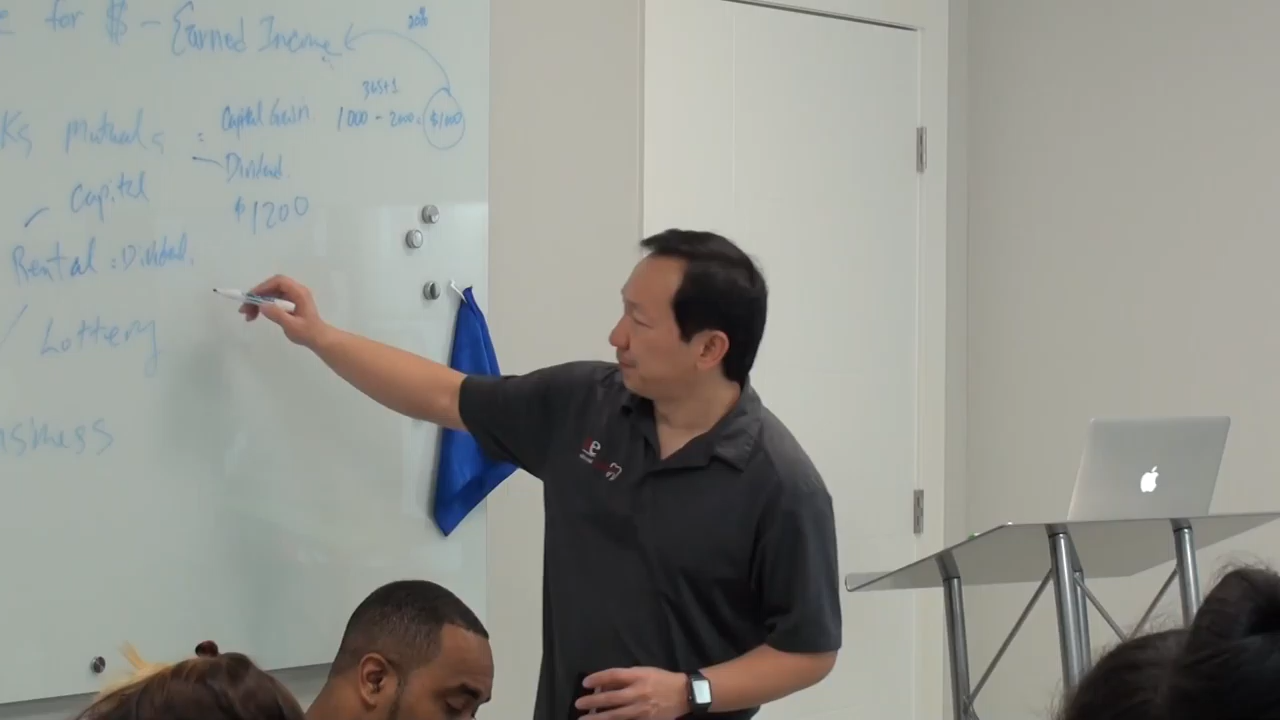 for $ - Earned Income 20%
365+1
Ks Mutuals = Capital Gain 1000 - 2000 = $1000
- Dividend
Capital
$1200
Rental = Dividend.
/ Lottery